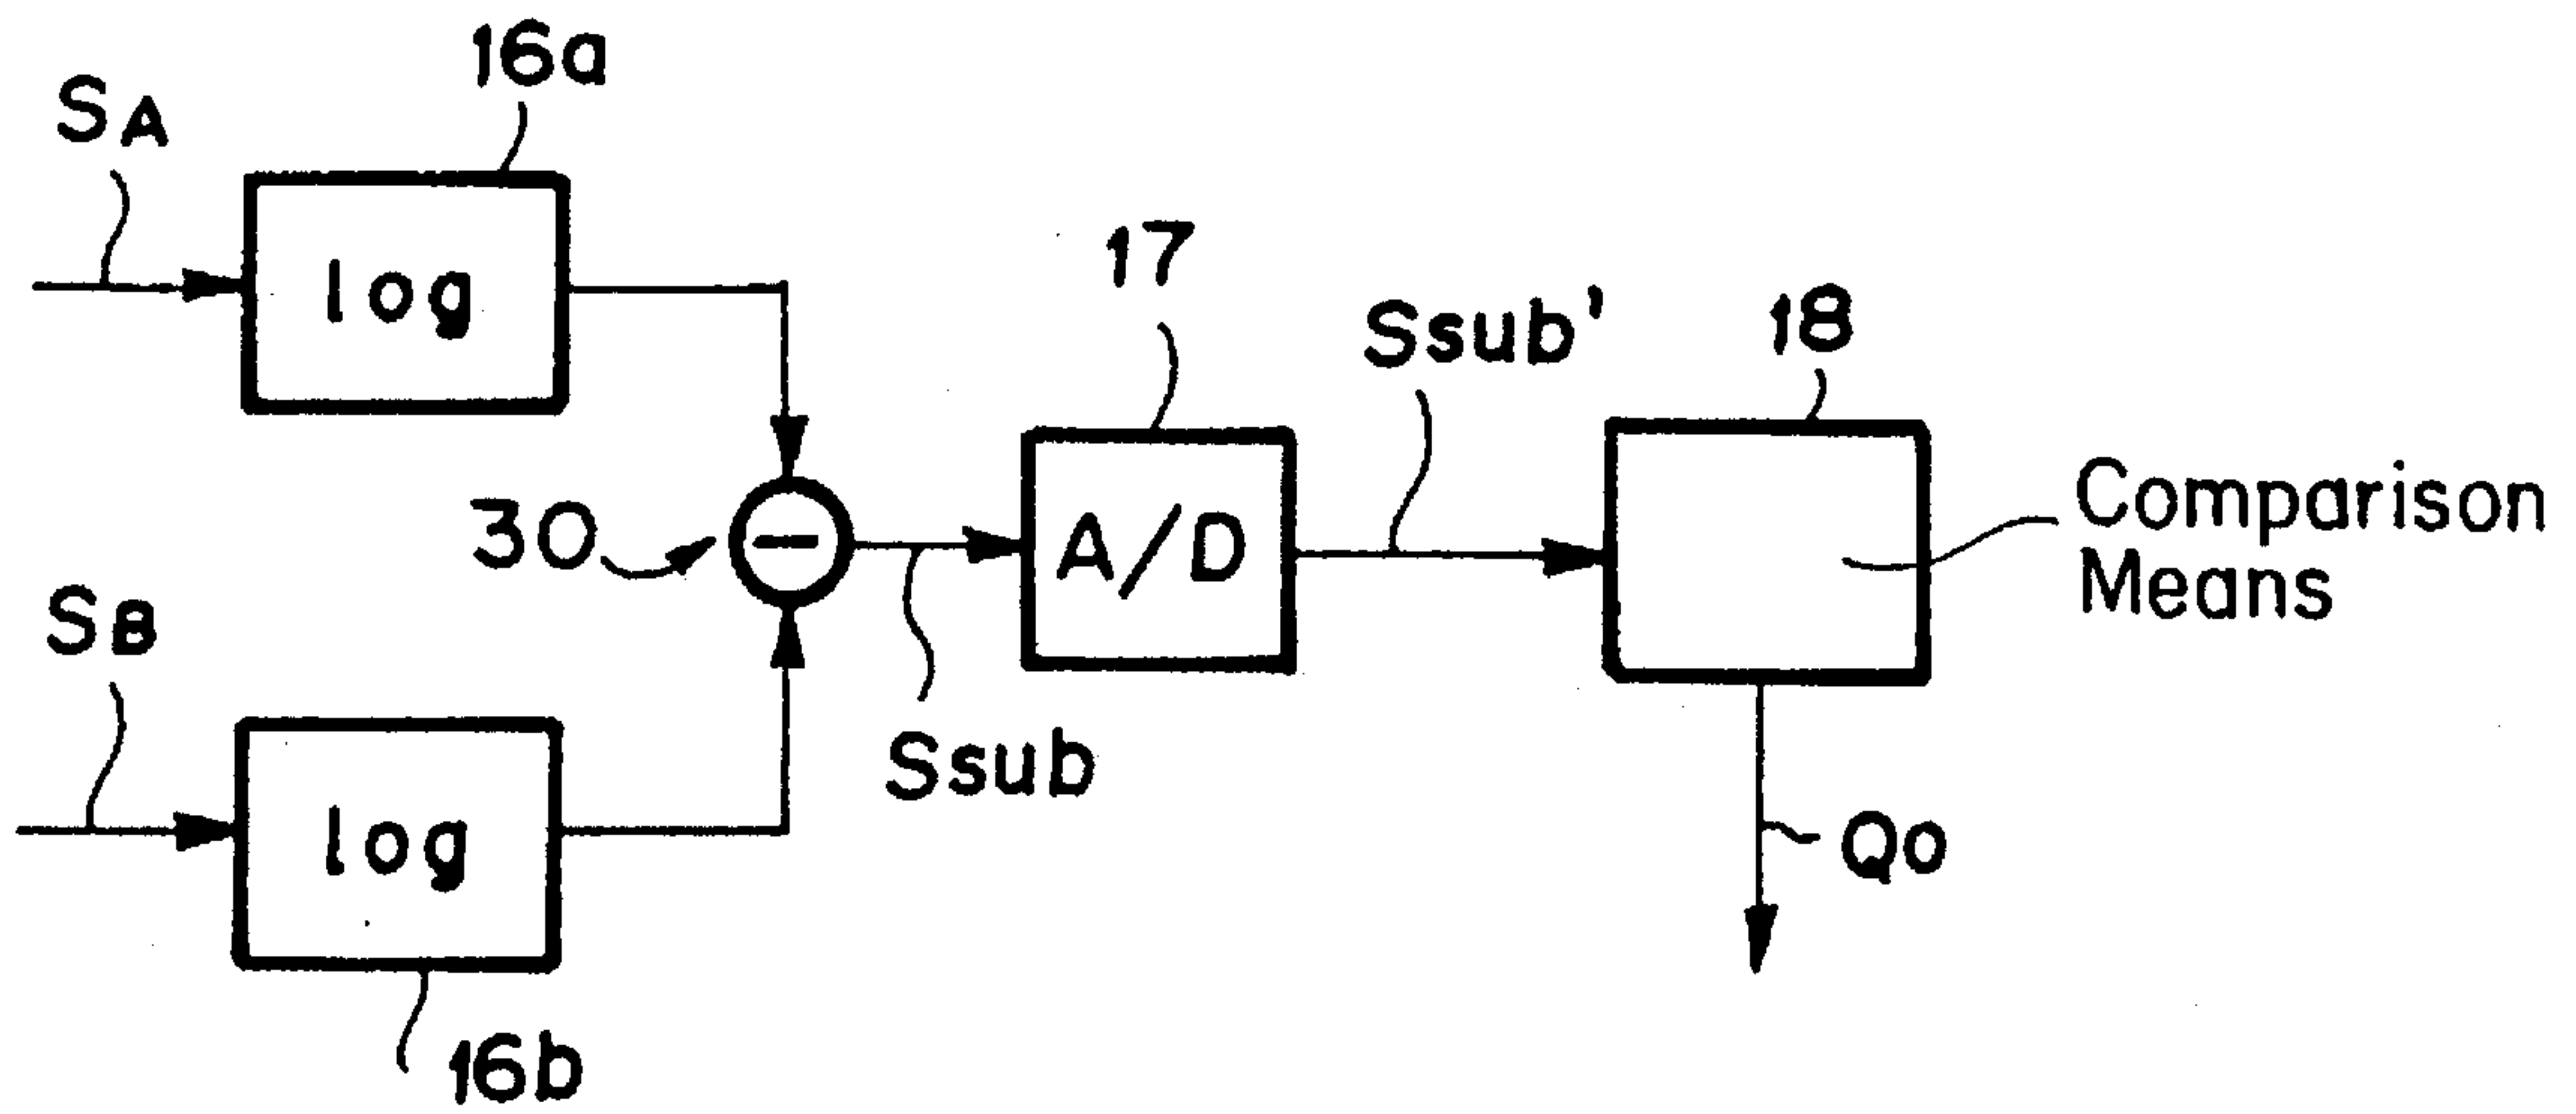 16a
SA
log
17
Ssub'
18
30
A/D
Comparison
Means
SB
Ssub
log
Qo
16b